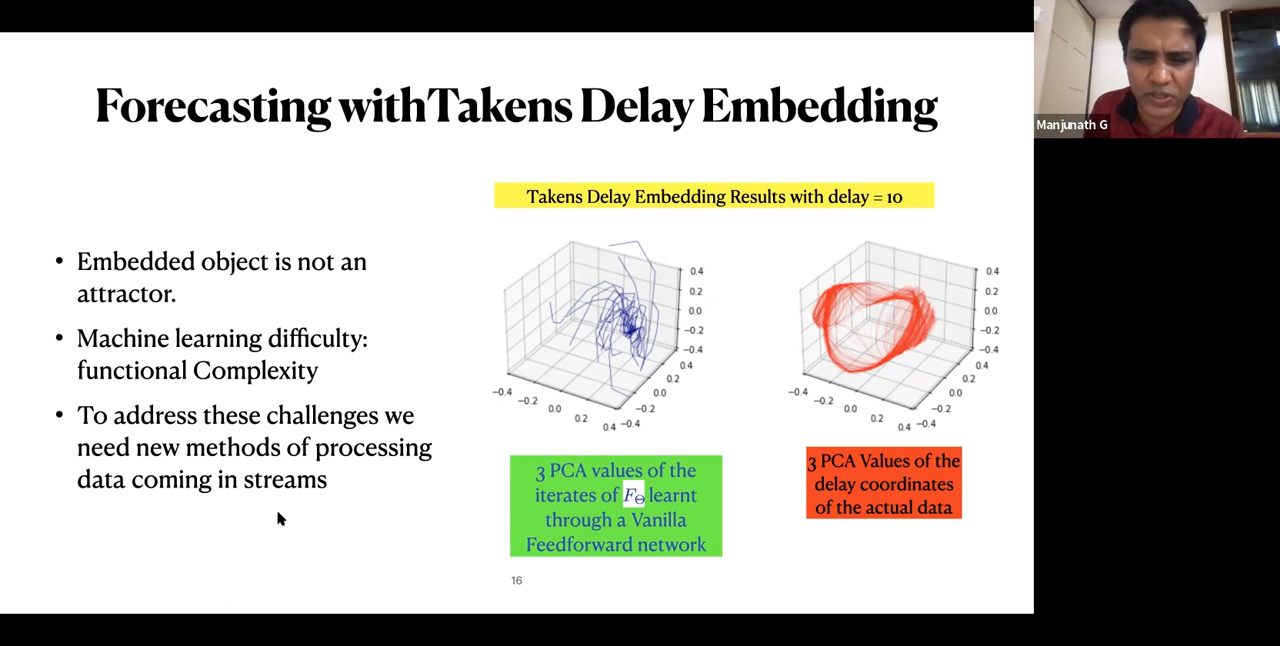 Forecasting withTakens Delay Embedding
Takens Delay Embedding Results with delay = 10
• Embedded object is not an
attractor.
• Machine learning difficulty:
functional Complexity
• To address these challenges we
need new methods of processing
data coming in streams
0.4
0.2
0.0
−0.2
−0.4
0.4
0.2
0.0
−0.2
−0.4
−0.4
−0.2
0.0
0.2
0.4
3 PCA values of the
iterates of F_Θ learnt
through a Vanilla
Feedforward network
0.4
0.2
0.0
−0.2
−0.4
0.4
0.2
0.0
−0.2
−0.4
−0.4
−0.2
0.0
0.2
0.4
3 PCA Values of the
delay coordinates
of the actual data
16
Manjunath G